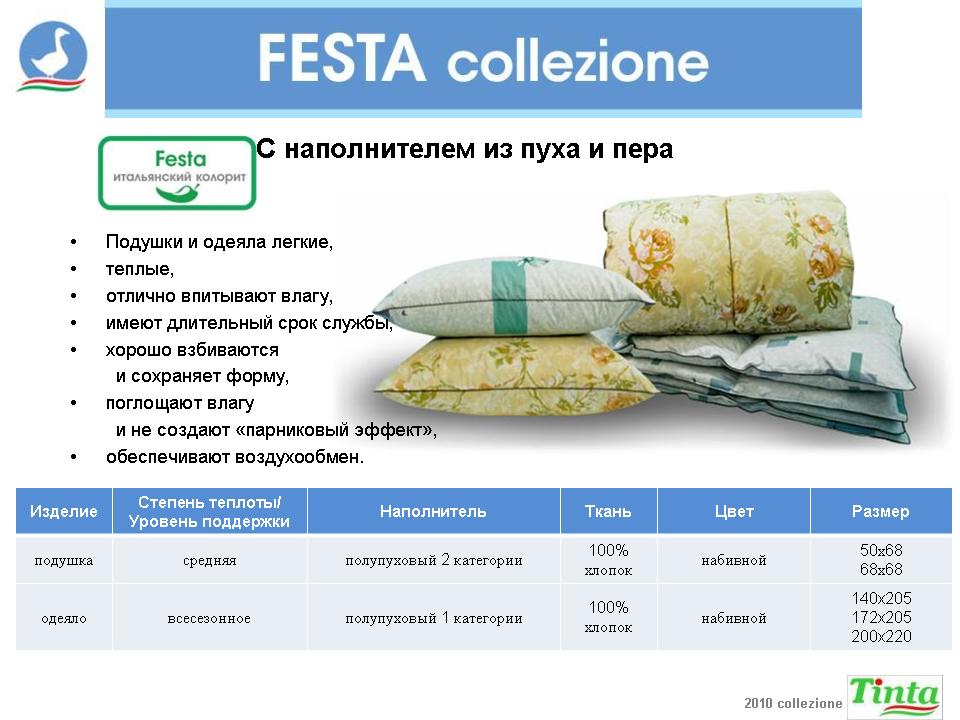 FESTA collezione
С наполнителем из пуха и пера
Festa
итальянский колорит
• Подушки и одеяла легкие,
• теплые,
• отлично впитывают влагу,
• имеют длительный срок службы,
• хорошо взбиваются
и сохраняет форму,
• поглощают влагу
и не создают «парниковый эффект»,
• обеспечивают воздухообмен.
Изделие Степень теплоты/ Уровень поддержки Наполнитель Ткань Цвет Размер
подушка средняя полупуховый 2 категории 100% хлопок набивной 50х68 68х68
одеяло всесезонное полупуховый 1 категории 100% хлопок набивной 140х205 172х205 200х220
2010 collezione
Tinta